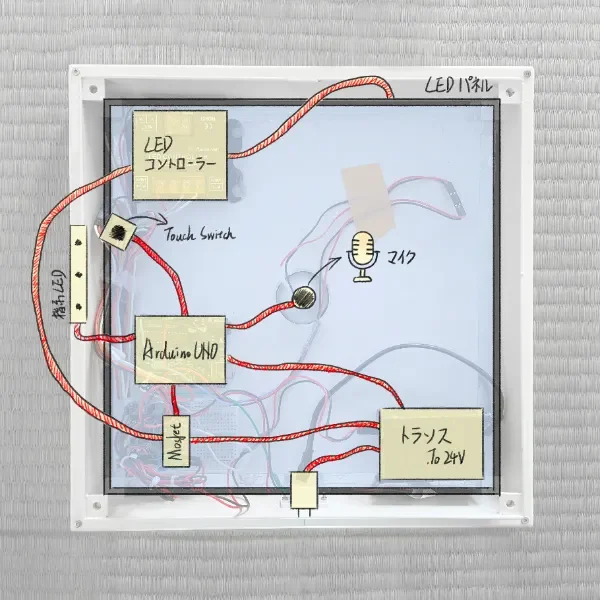 LEDパネル
LED
コントローラー
Touch Switch
マイク
指示LED
Arduino UNO
Mosfet
トランス
To 24V